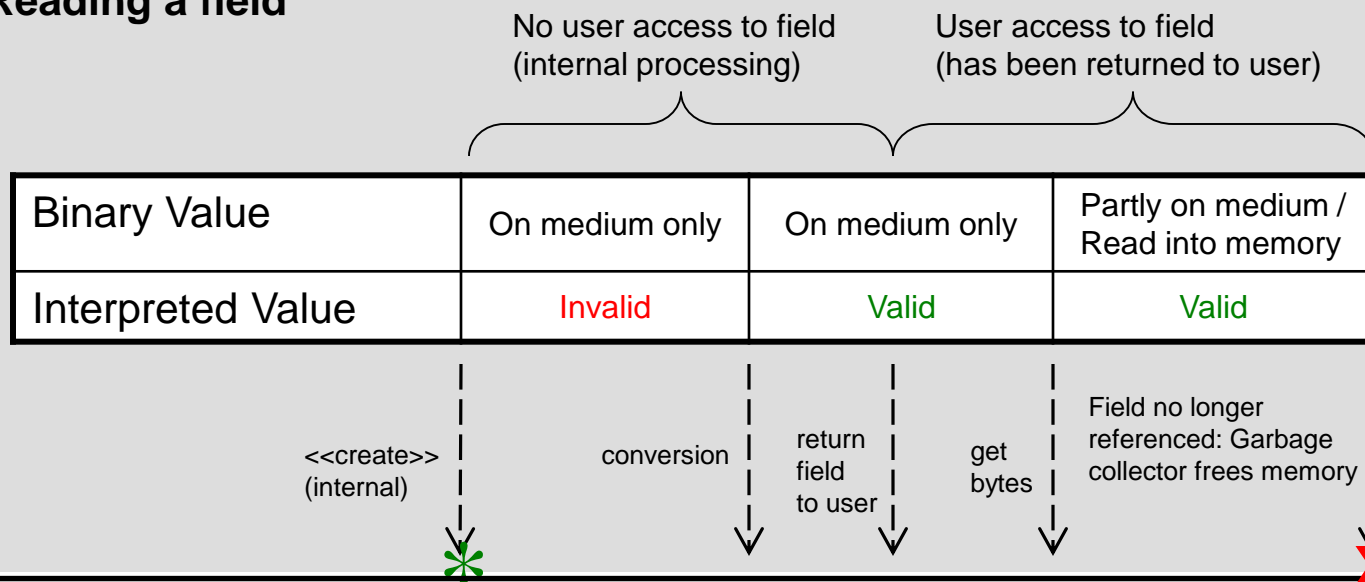 Reading a field
No user access to field
(internal processing)
User access to field
(has been returned to user)
Binary Value
On medium only
On medium only
Partly on medium /
Read into memory
Interpreted Value
Invalid
Valid
Valid
<<create>>
(internal)
conversion
return
field
to user
get
bytes
Field no longer
referenced: Garbage
collector frees memory